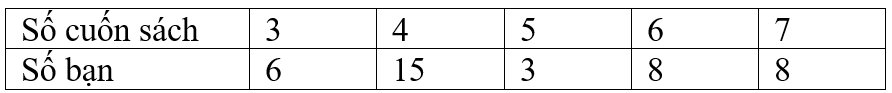 Số cuốn sách 3 4 5 6 7
Số bạn 6 15 3 8 8